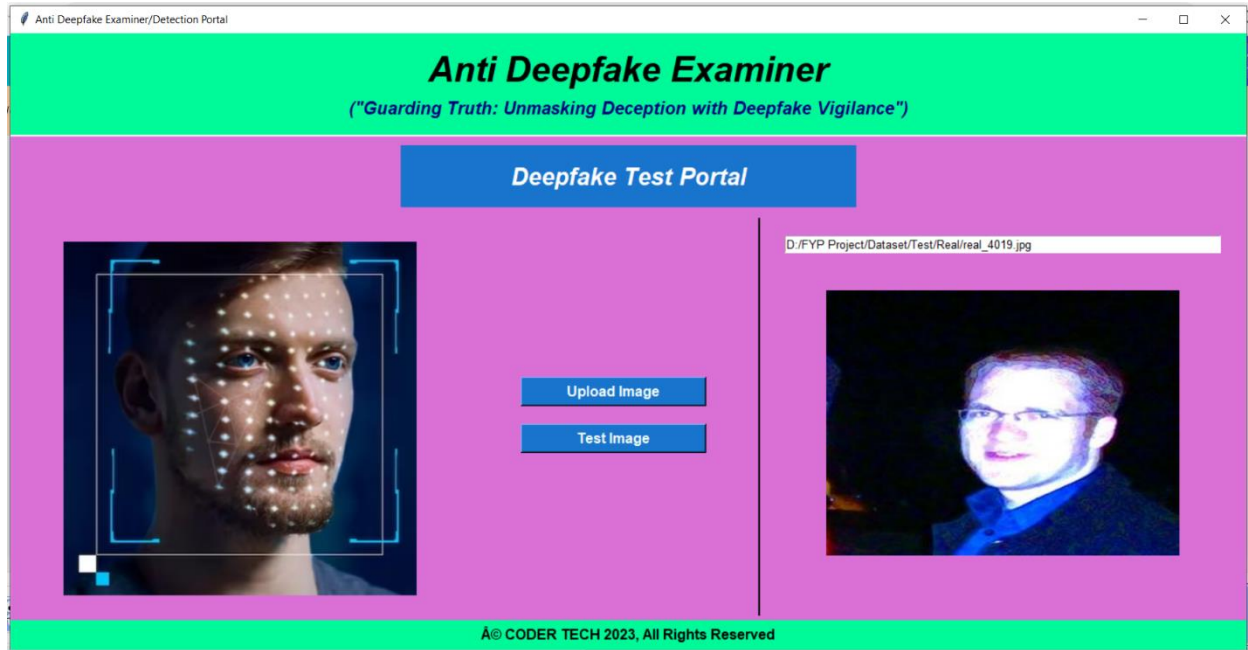 Anti Deepfake Examiner/Detection Portal
Anti Deepfake Examiner
("Guarding Truth: Unmasking Deception with Deepfake Vigilance")
Deepfake Test Portal
D:/FYP Project/Dataset/Test/Real/real_4019.jpg
Upload Image
Test Image
Â© CODER TECH 2023, All Rights Reserved